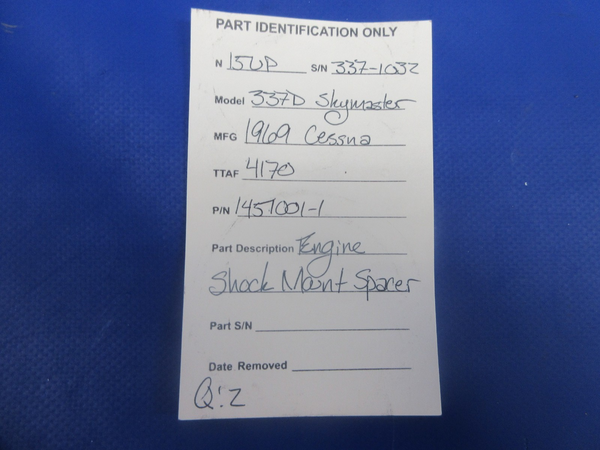 PART IDENTIFICATION ONLY
N 15UP S/N 337-1032
Model 337D Skymaster
MFG 1969 Cessna
TTAF 4170
P/N 1457001-1
Part Description Engine
Shock Mount Spacer
Part S/N
Date Removed
Q:2